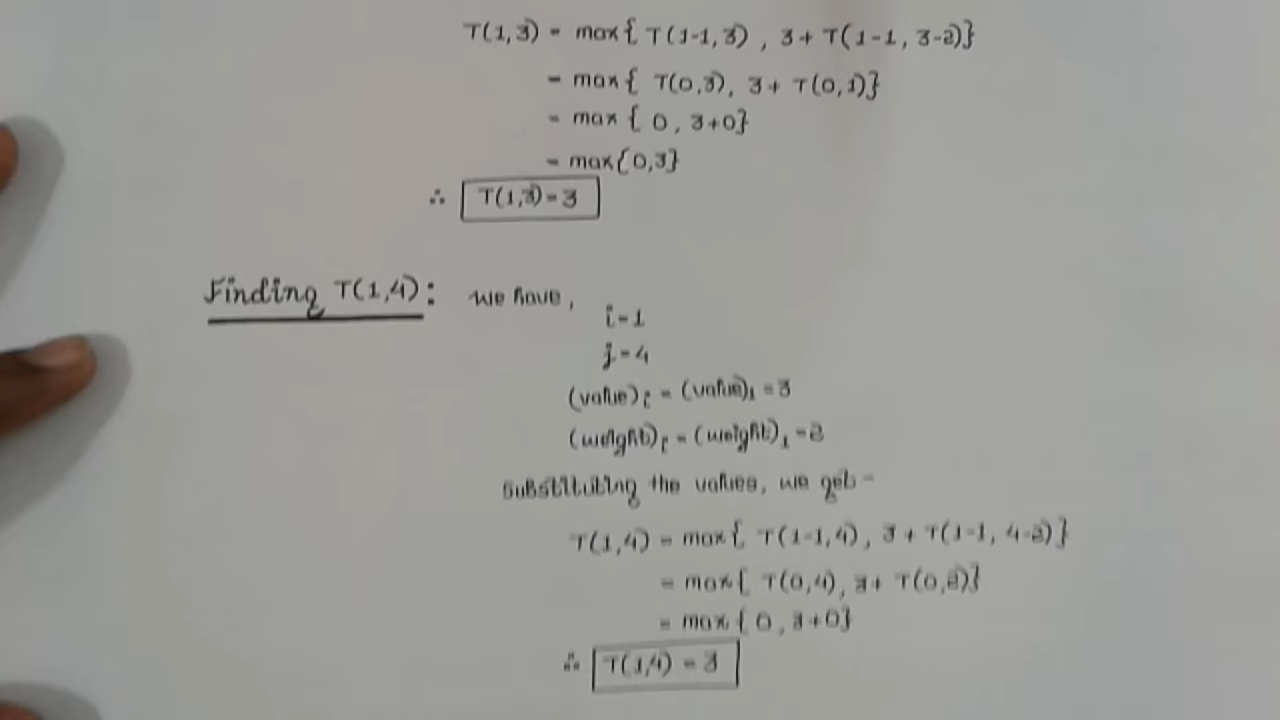 T(1,3) = max{ T(1-1,3) , 3 + T(1-1, 3-2)}
= max{ T(0,3), 3 + T(0,1)}
= max { 0 , 3+0}
= max{0,3}
∴ T(1,3) = 3
Finding T(1,4): we have,
i=1
j=4
(value)i = (value)1 = 3
(weight)i = (weight)1 = 2
Substituting the values, we get -
T(1,4) = max{ T(1-1,4) , 3 + T(1-1, 4-2)}
= max{ T(0,4), 3+ T(0,2)}
= max { 0 , 3+0}
∴ T(1,4) = 3